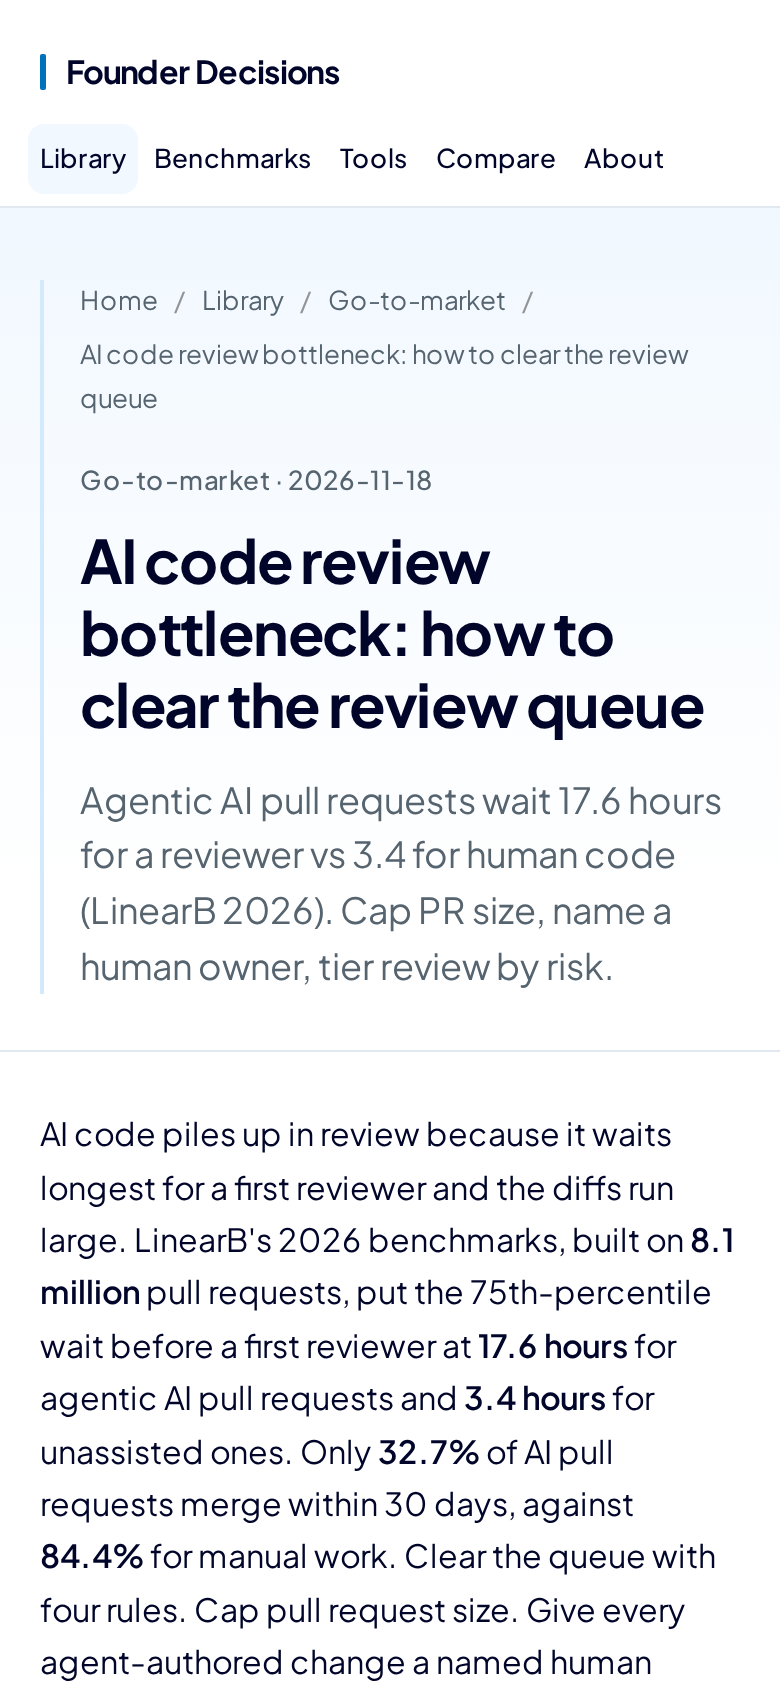 Founder Decisions
Library Benchmarks Tools Compare About
Home / Library / Go-to-market /
AI code review bottleneck: how to clear the review
queue
Go-to-market · 2026-11-18
AI code review
bottleneck: how to
clear the review queue
Agentic AI pull requests wait 17.6 hours
for a reviewer vs 3.4 for human code
(LinearB 2026). Cap PR size, name a
human owner, tier review by risk.
AI code piles up in review because it waits
longest for a first reviewer and the diffs run
large. LinearB's 2026 benchmarks, built on 8.1
million pull requests, put the 75th-percentile
wait before a first reviewer at 17.6 hours for
agentic AI pull requests and 3.4 hours for
unassisted ones. Only 32.7% of AI pull
requests merge within 30 days, against
84.4% for manual work. Clear the queue with
four rules. Cap pull request size. Give every
agent-authored change a named human